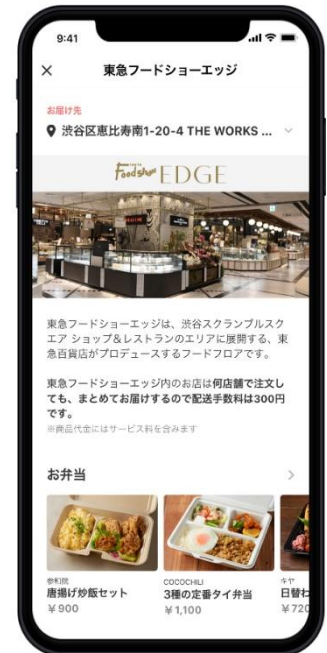 9:41
東急フードショーエッジ
お届け先
渋谷区恵比寿南1-20-4 THE WORKS ...
Food show EDGE
東急フードショーエッジは、渋谷スクランブルスク
エア ショップ&レストランのエリアに展開する、東
急百貨店がプロデュースするフードフロアです。
東急フードショーエッジ内のお店は何店舗で注文し
ても、まとめてお届けするので配送手数料は300円
です。
※商品代金にはサービス料を含みます
お弁当
参和院
唐揚げ炒飯セット
¥900
COCOCHILI
3種の定番タイ弁当
¥1,100
キヤ
日替わ
¥720